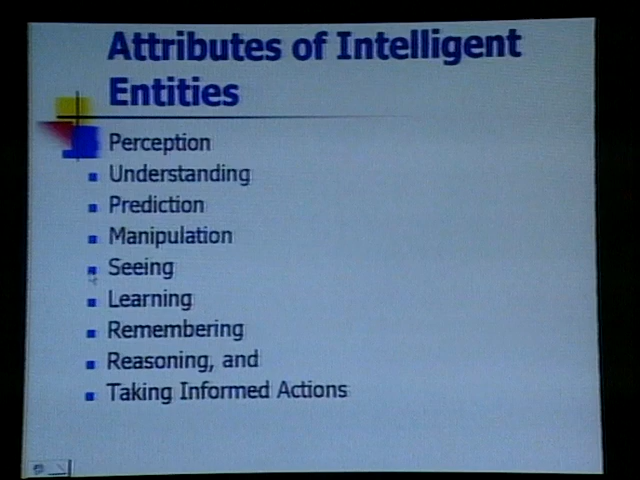 Attributes of Intelligent
Entities
Perception
Understanding
Prediction
Manipulation
Seeing
Learning
Remembering
Reasoning, and
Taking Informed Actions